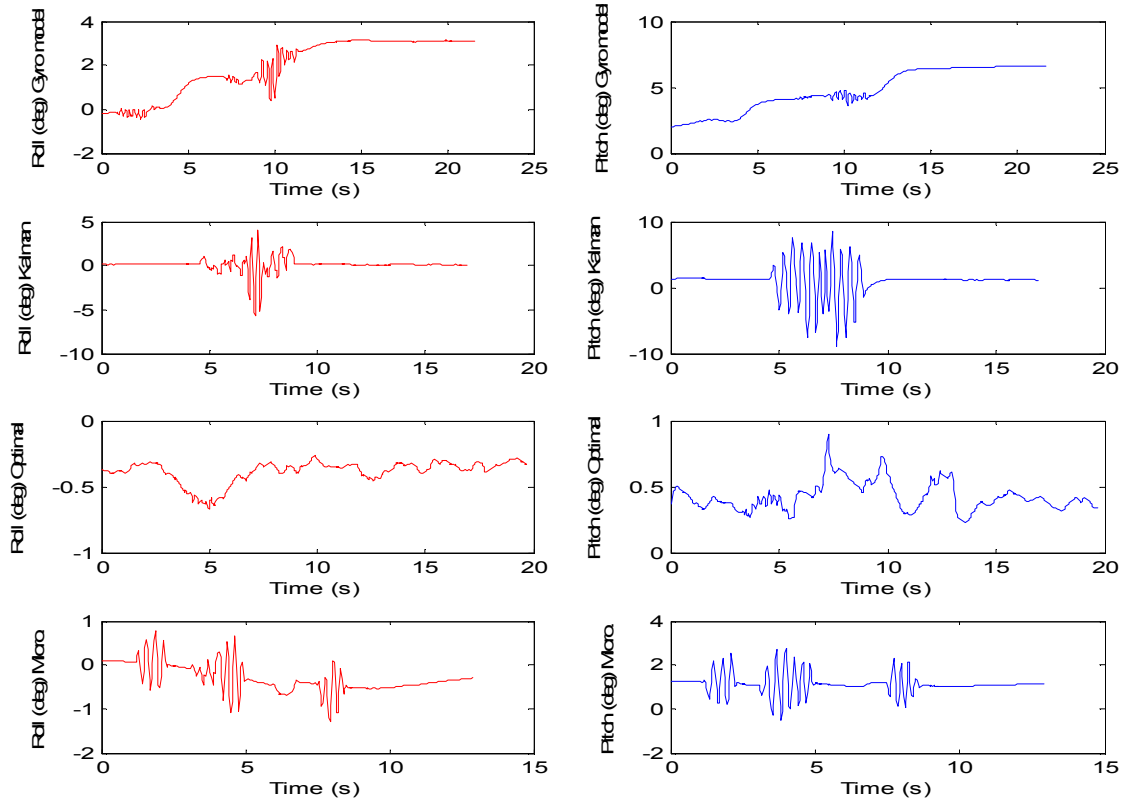 Roll (deg) Gyro model
4
2
0
-2
0 5 10 15 20 25
Time (s)
Pitch (deg) Gyro model
10
5
0
0 5 10 15 20 25
Time (s)
Roll (deg) Kalman
5
0
-5
-10
0 5 10 15 20
Time (s)
Pitch (deg) Kalman
10
0
-10
0 5 10 15 20
Time (s)
Roll (deg) Optimal
0
-0.5
-1
0 5 10 15 20
Time (s)
Pitch (deg) Optimal
1
0.5
0
0 5 10 15 20
Time (s)
Roll (deg) Micro.
1
0
-1
-2
0 5 10 15
Time (s)
Pitch (deg) Micro.
4
2
0
-2
0 5 10 15
Time (s)